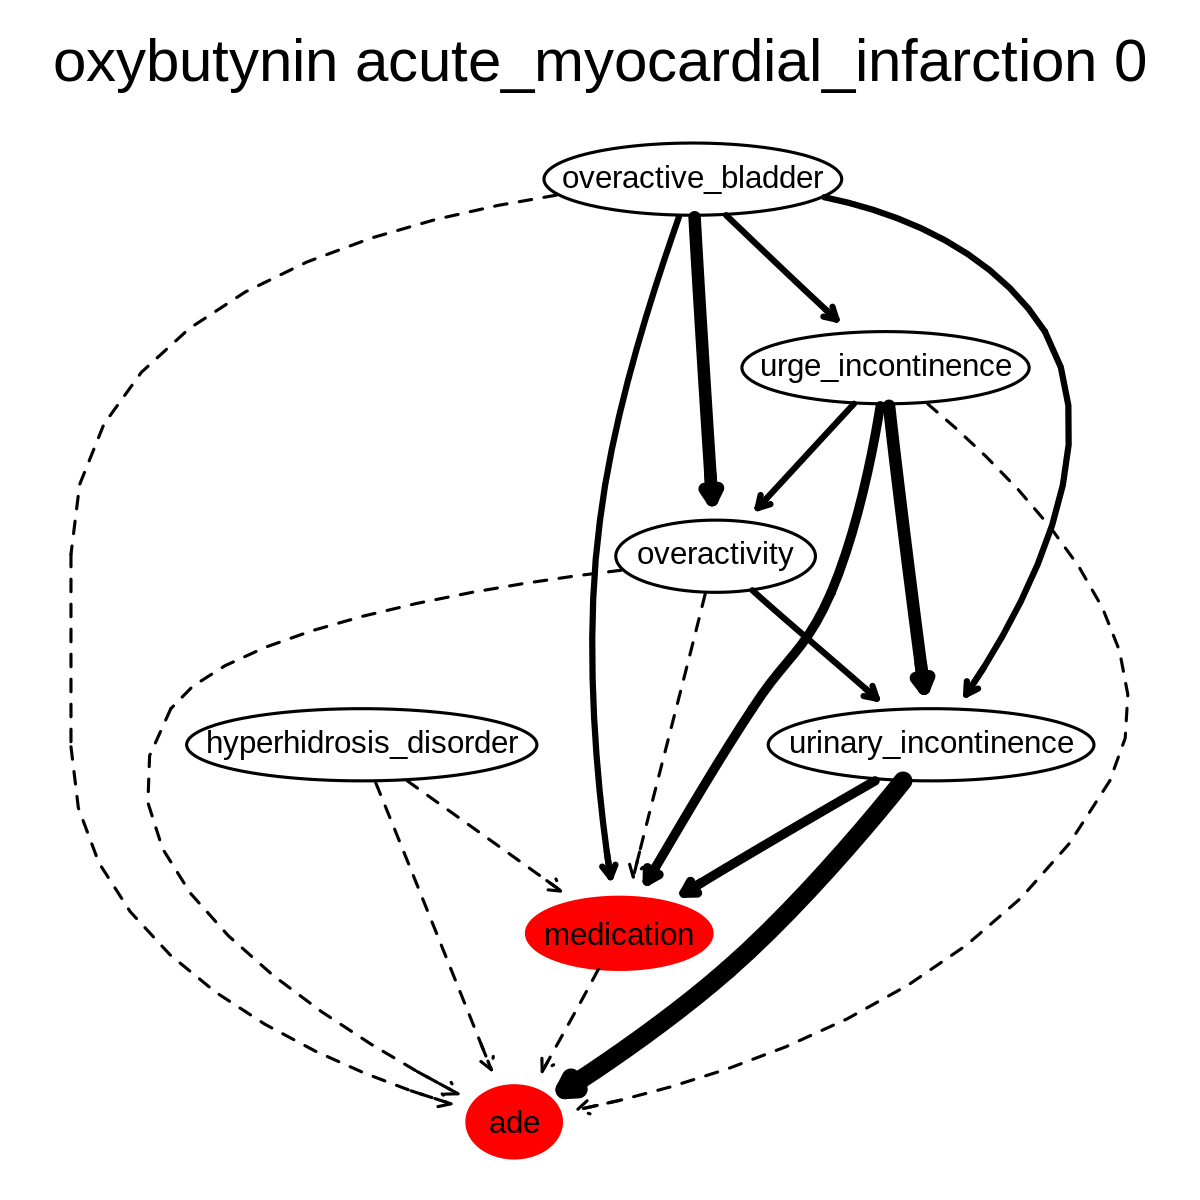 oxybutynin acute_myocardial_infarction 0
overactive_bladder
urge_incontinence
overactivity
hyperhidrosis_disorder
urinary_incontinence
medication
ade